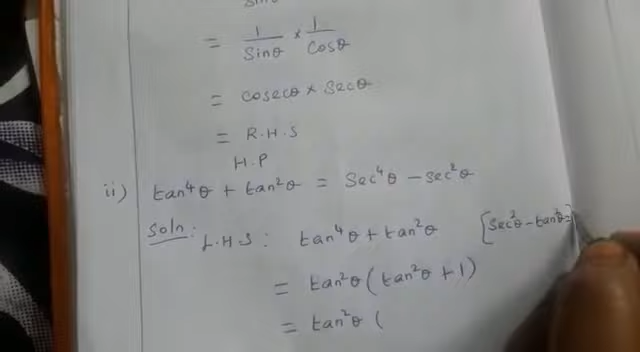 = 1/Sinθ × 1/Cosθ
= cosecθ × secθ
= R.H.S
H.P
ii) tan⁴θ + tan²θ = Sec⁴θ – sec²θ
Soln: L.H.S : tan⁴θ + tan²θ [Sec²θ – tan²θ =
= tan²θ (tan²θ + 1)
= tan²θ (